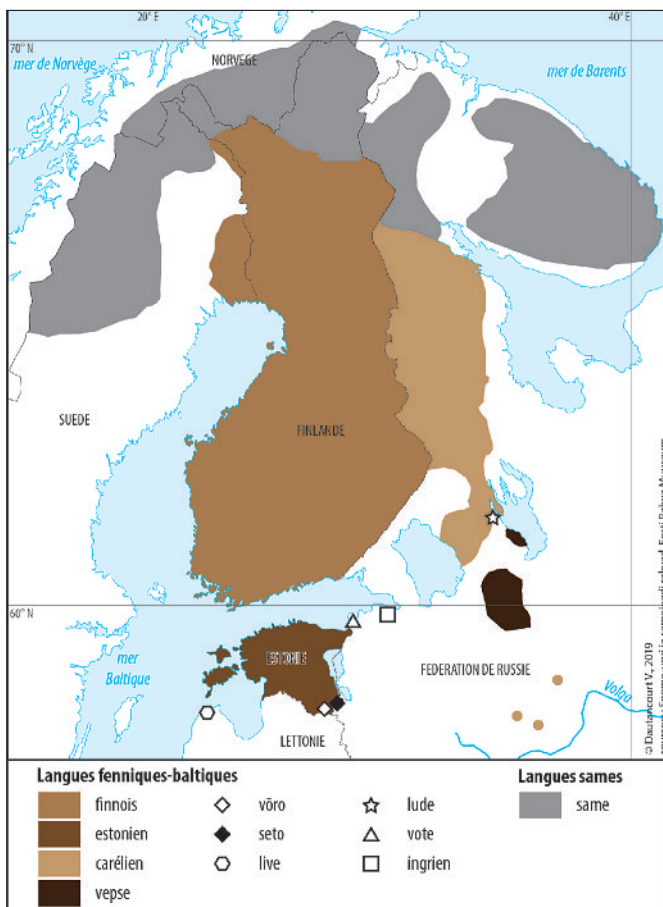 20° E
40° E
70° N
mer de Norvège
NORVEGE
mer de Barents
SUEDE
FINLANDE
60° N
mer
Baltique
ESTONIE
FEDERATION DE RUSSIE
Volga
LETTONIE
© Dautancourt V., 2019
Langues fenniques-baltiques
Langues sames
finnois
võro
lude
same
estonien
seto
vote
carélien
live
ingrien
vepse